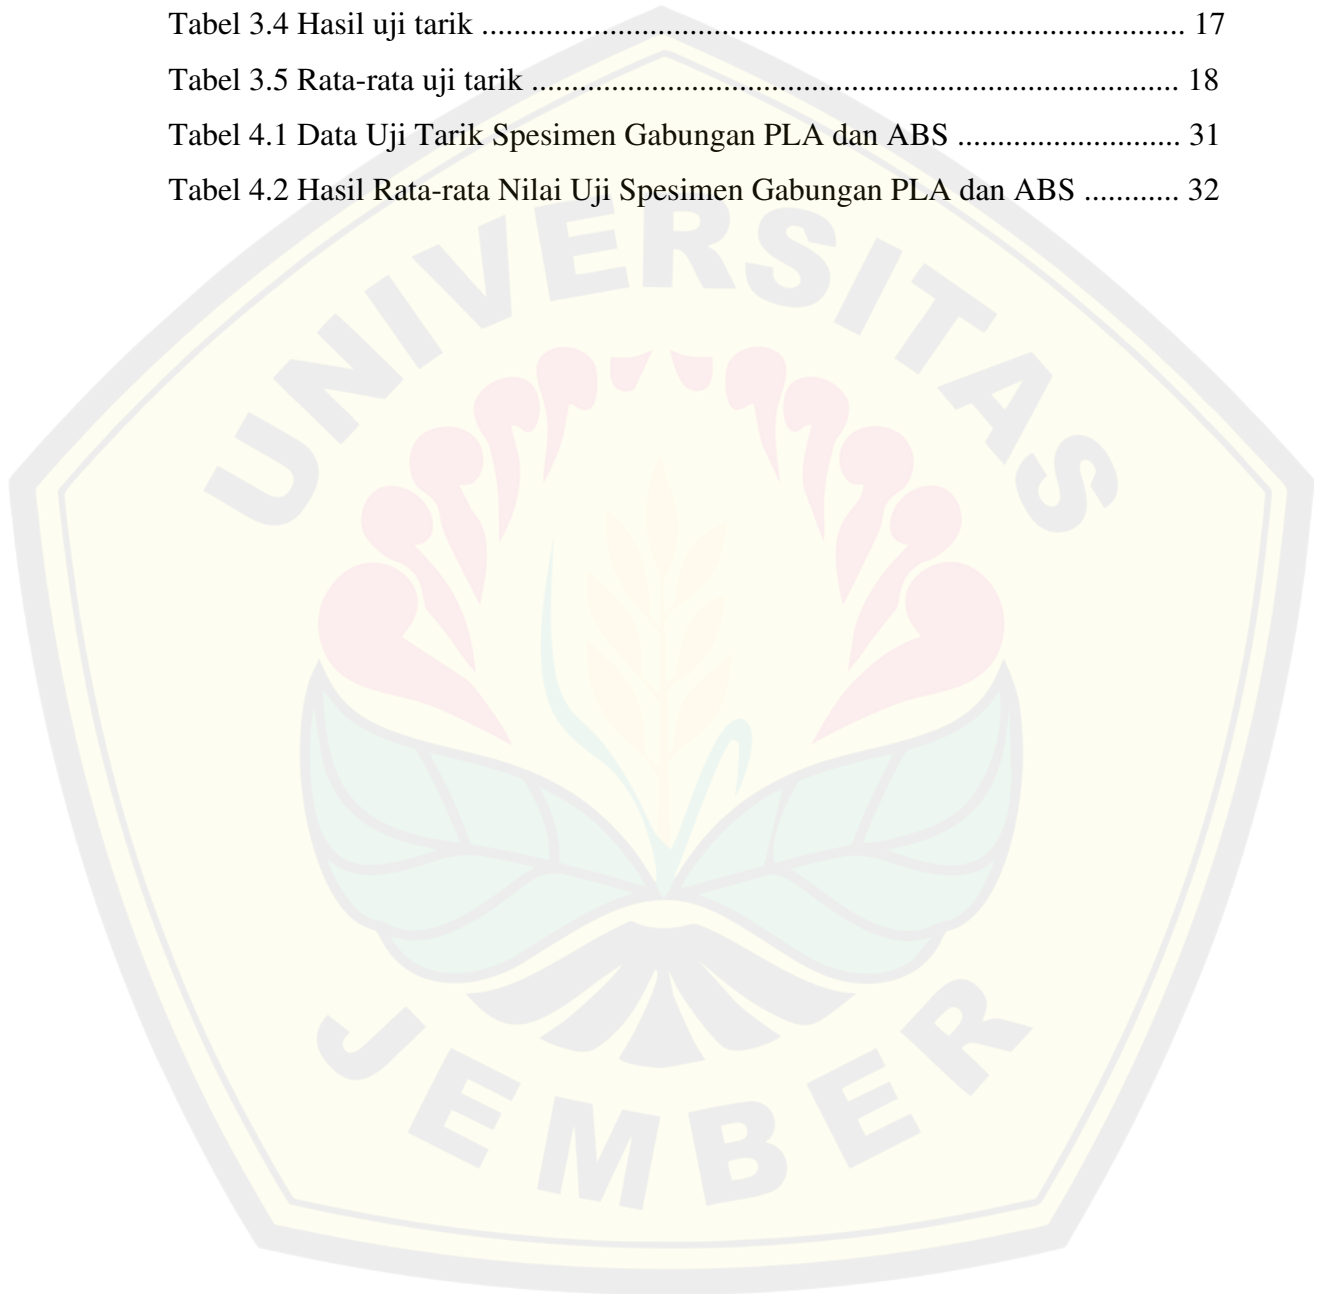 Tabel 3.4 Hasil uji tarik ....................................................................................... 17
Tabel 3.5 Rata-rata uji tarik ................................................................................ 18
Tabel 4.1 Data Uji Tarik Spesimen Gabungan PLA dan ABS ............................ 31
Tabel 4.2 Hasil Rata-rata Nilai Uji Spesimen Gabungan PLA dan ABS ............ 32
UNIVERSITAS
JEMBER